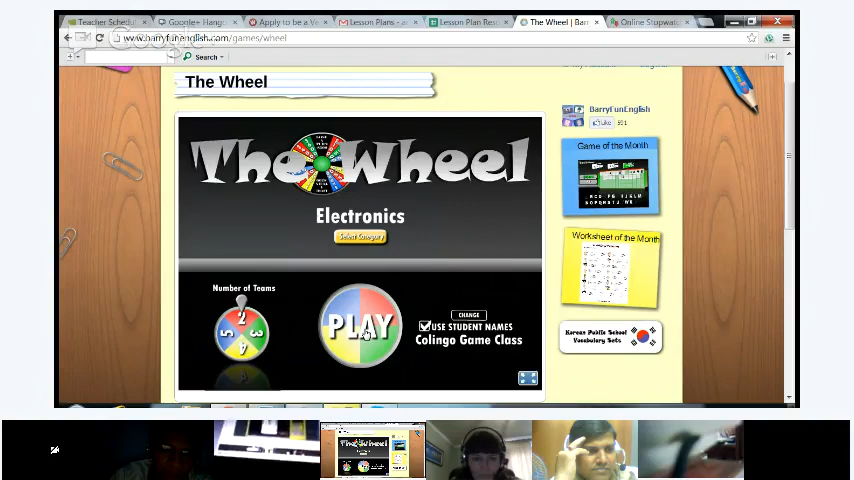 Teacher Schedul
Google+ Hang
Apply to be a Ve
Lesson Plans - a
Lesson Plan Res
The Wheel | Barr
Online Stopwatc
www.barryfunenglish.com/games/wheel
Search
The Wheel
BarryFunEnglish
Like
591
Game of the Month
The Wheel
Electronics
Select Category
Worksheet of the Month
Number of Teams
2
3
4
5
PLAY
CHANGE
USE STUDENT NAMES
Colingo Game Class
Korean Public School
Vocabulary Sets